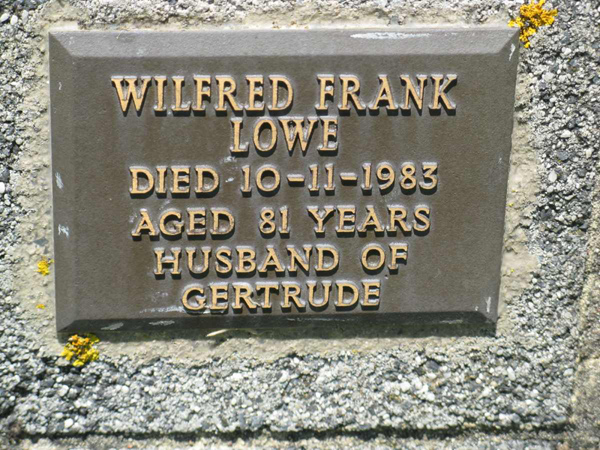 WILFRED FRANK
LOWE
DIED 10-11-1983
AGED 81 YEARS
HUSBAND OF
GERTRUDE